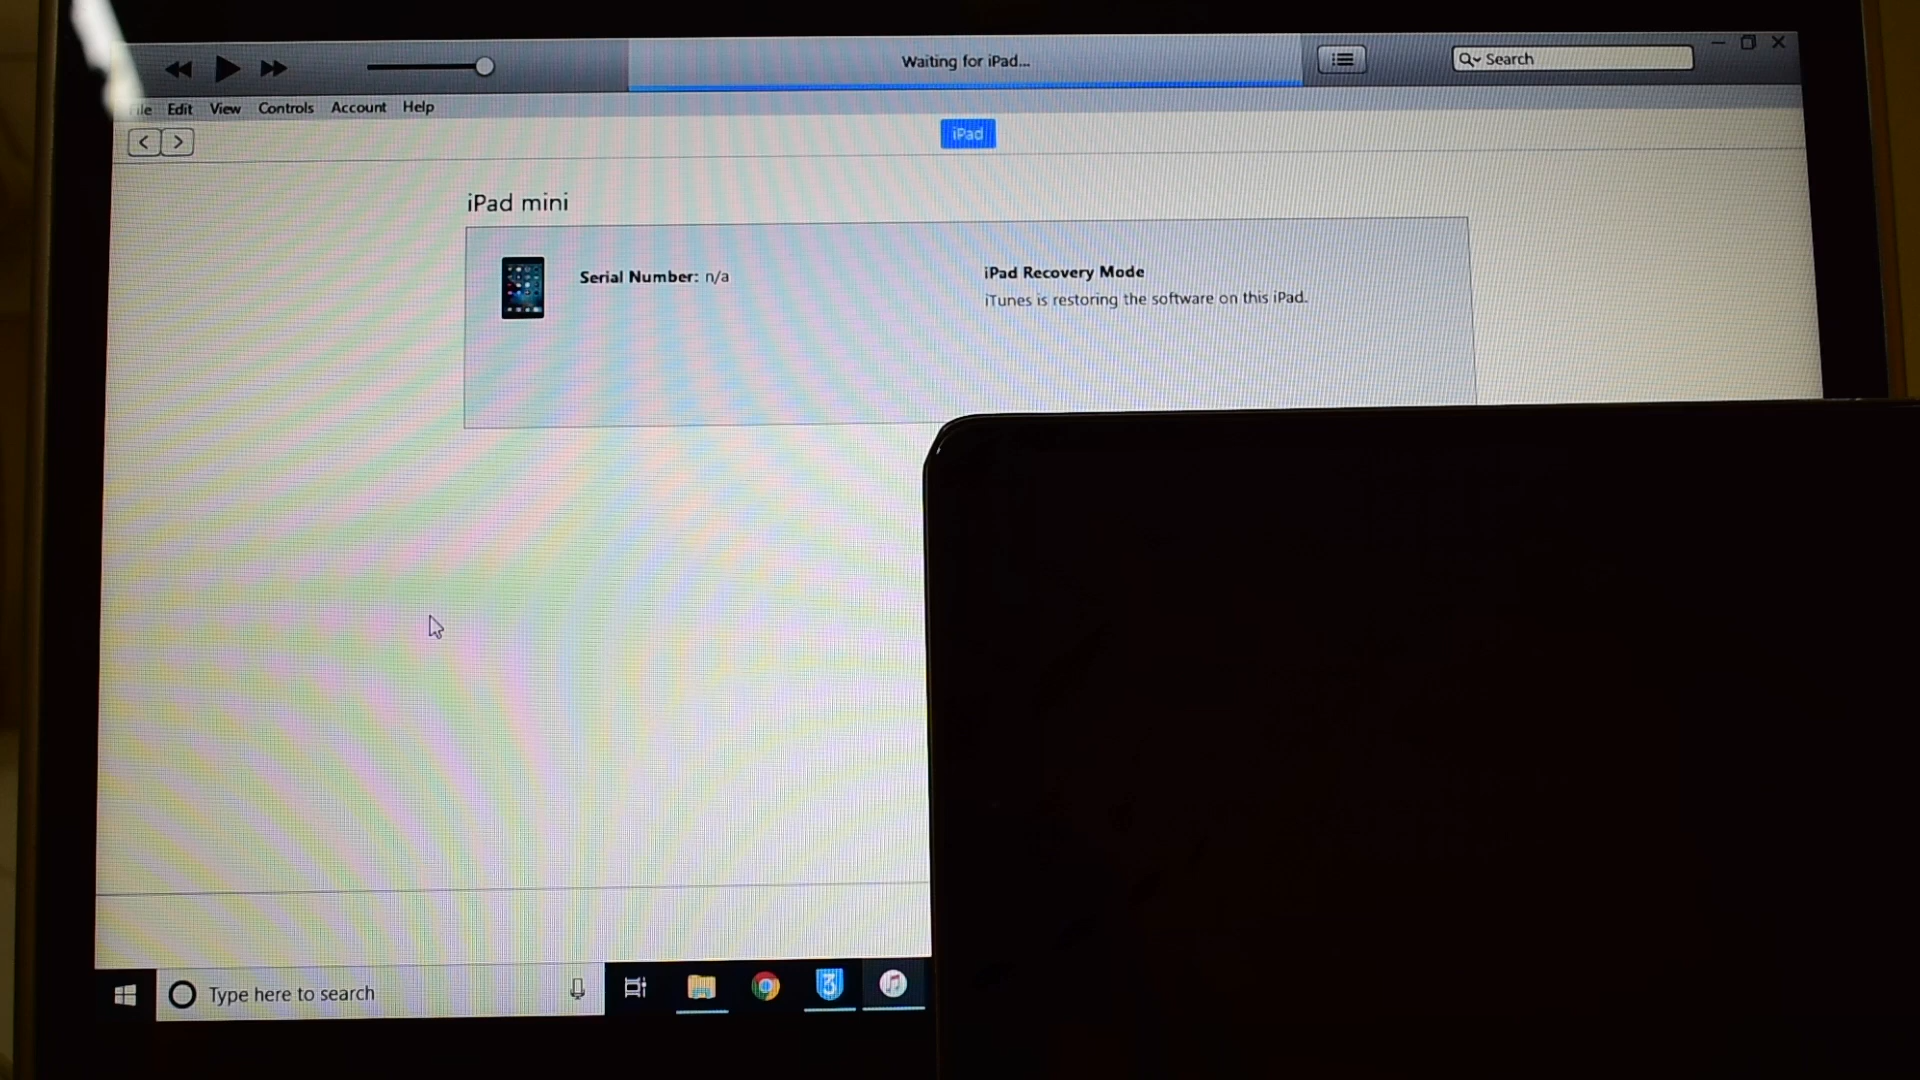 Waiting for iPad...
Search
Edit View Controls Account Help
iPad
iPad mini
Serial Number: n/a
iPad Recovery Mode
iTunes is restoring the software on this iPad.
Type here to search
3